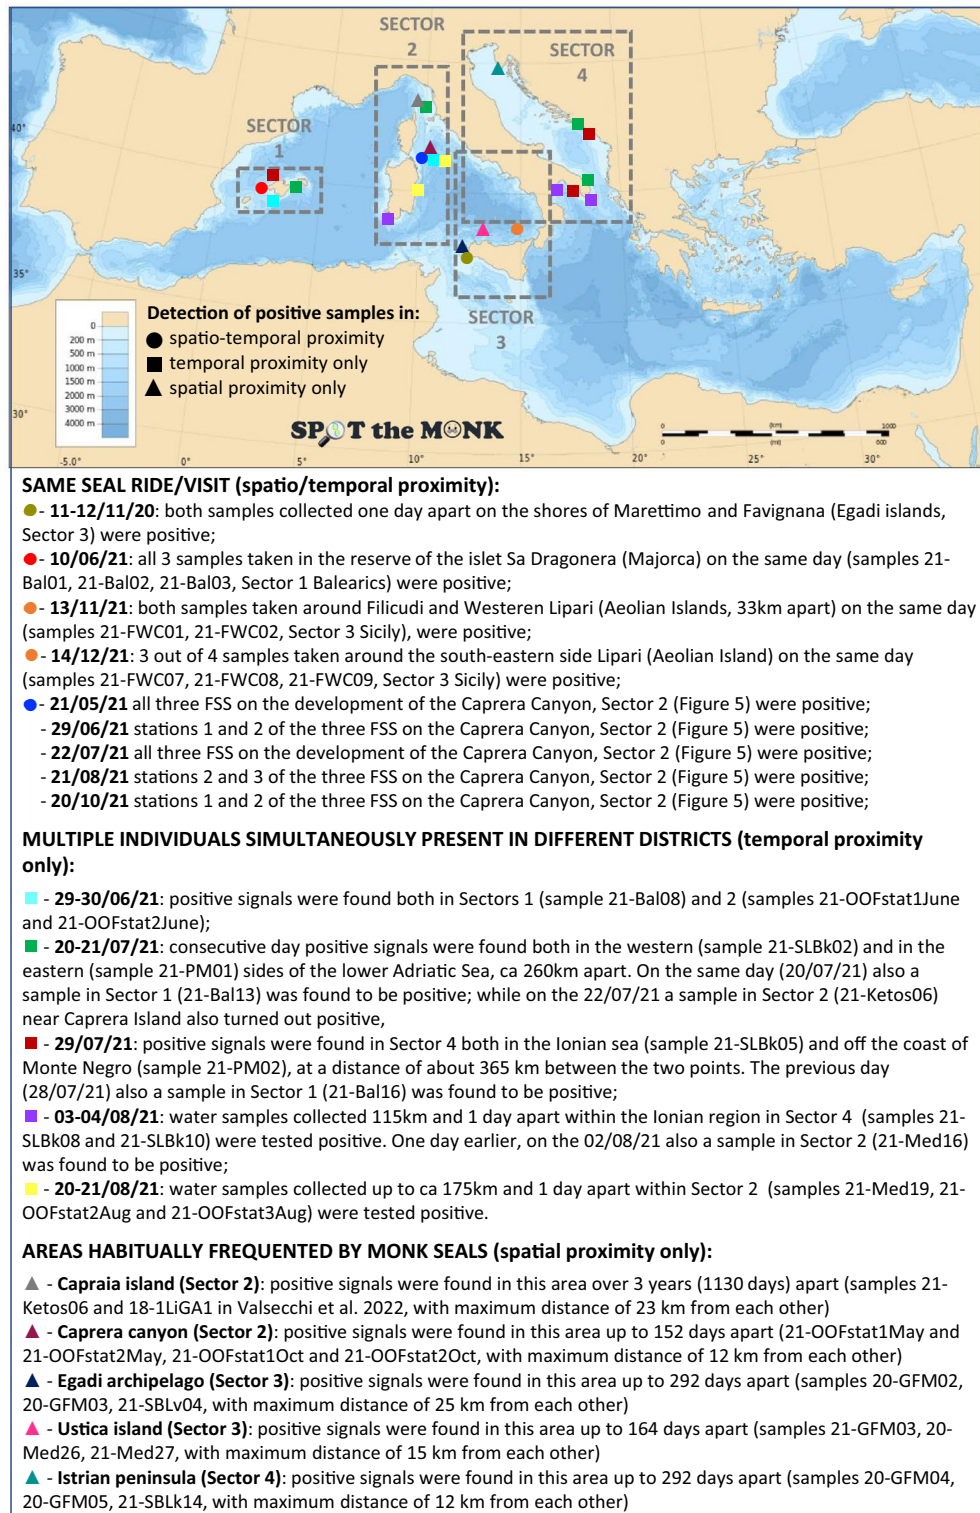 SECTOR
2
SECTOR
4
SECTOR
1
40°
35°
30°
SECTOR
3
0
200 m
500 m
1000 m
2000 m
3000 m
4000 m
Detection of positive samples in:
spatio-temporal proximity
temporal proximity only
spatial proximity only
SPOT the MONK
(km)
0
1000
0
(mi)
600
-5.0°
0°
5°
10°
15°
20°
25°
30°
SAME SEAL RIDE/VISIT (spatio/temporal proximity):
- 11-12/11/20: both samples collected one day apart on the shores of Marettimo and Favignana (Egadi islands,
Sector 3) were positive;
- 10/06/21: all 3 samples taken in the reserve of the islet Sa Dragonera (Majorca) on the same day (samples 21-
Bal01, 21-Bal02, 21-Bal03, Sector 1 Balearics) were positive;
- 13/11/21: both samples taken around Filicudi and Westeren Lipari (Aeolian Islands, 33km apart) on the same day
(samples 21-FWC01, 21-FWC02, Sector 3 Sicily), were positive;
- 14/12/21: 3 out of 4 samples taken around the south-eastern side Lipari (Aeolian Island) on the same day
(samples 21-FWC07, 21-FWC08, 21-FWC09, Sector 3 Sicily) were positive;
- 21/05/21 all three FSS on the development of the Caprera Canyon, Sector 2 (Figure 5) were positive;
- 29/06/21 stations 1 and 2 of the three FSS on the Caprera Canyon, Sector 2 (Figure 5) were positive;
- 22/07/21 all three FSS on the development of the Caprera Canyon, Sector 2 (Figure 5) were positive;
- 21/08/21 stations 2 and 3 of the three FSS on the Caprera Canyon, Sector 2 (Figure 5) were positive;
- 20/10/21 stations 1 and 2 of the three FSS on the Caprera Canyon, Sector 2 (Figure 5) were positive;
MULTIPLE INDIVIDUALS SIMULTANEOUSLY PRESENT IN DIFFERENT DISTRICTS (temporal proximity
only):
- 29-30/06/21: positive signals were found both in Sectors 1 (sample 21-Bal08) and 2 (samples 21-OOFstat1June
and 21-OOFstat2June);
- 20-21/07/21: consecutive day positive signals were found both in the western (sample 21-SLBk02) and in the
eastern (sample 21-PM01) sides of the lower Adriatic Sea, ca 260km apart. On the same day (20/07/21) also a
sample in Sector 1 (21-Bal13) was found to be positive; while on the 22/07/21 a sample in Sector 2 (21-Ketos06)
near Caprera Island also turned out positive,
- 29/07/21: positive signals were found in Sector 4 both in the Ionian sea (sample 21-SLBk05) and off the coast of
Monte Negro (sample 21-PM02), at a distance of about 365 km between the two points. The previous day
(28/07/21) also a sample in Sector 1 (21-Bal16) was found to be positive;
- 03-04/08/21: water samples collected 115km and 1 day apart within the Ionian region in Sector 4 (samples 21-
SLBk08 and 21-SLBk10) were tested positive. One day earlier, on the 02/08/21 also a sample in Sector 2 (21-Med16)
was found to be positive;
- 20-21/08/21: water samples collected up to ca 175km and 1 day apart within Sector 2 (samples 21-Med19, 21-
OOFstat2Aug and 21-OOFstat3Aug) were tested positive.
AREAS HABITUALLY FREQUENTED BY MONK SEALS (spatial proximity only):
- Capraia island (Sector 2): positive signals were found in this area over 3 years (1130 days) apart (samples 21-
Ketos06 and 18-1LiGA1 in Valsecchi et al. 2022, with maximum distance of 23 km from each other)
- Caprera canyon (Sector 2): positive signals were found in this area up to 152 days apart (21-OOFstat1May and
21-OOFstat2May, 21-OOFstat1Oct and 21-OOFstat2Oct, with maximum distance of 12 km from each other)
- Egadi archipelago (Sector 3): positive signals were found in this area up to 292 days apart (samples 20-GFM02,
20-GFM03, 21-SBLv04, with maximum distance of 25 km from each other)
- Ustica island (Sector 3): positive signals were found in this area up to 164 days apart (samples 21-GFM03, 20-
Med26, 21-Med27, with maximum distance of 15 km from each other)
- Istrian peninsula (Sector 4): positive signals were found in this area up to 292 days apart (samples 20-GFM04,
20-GFM05, 21-SBLk14, with maximum distance of 12 km from each other)